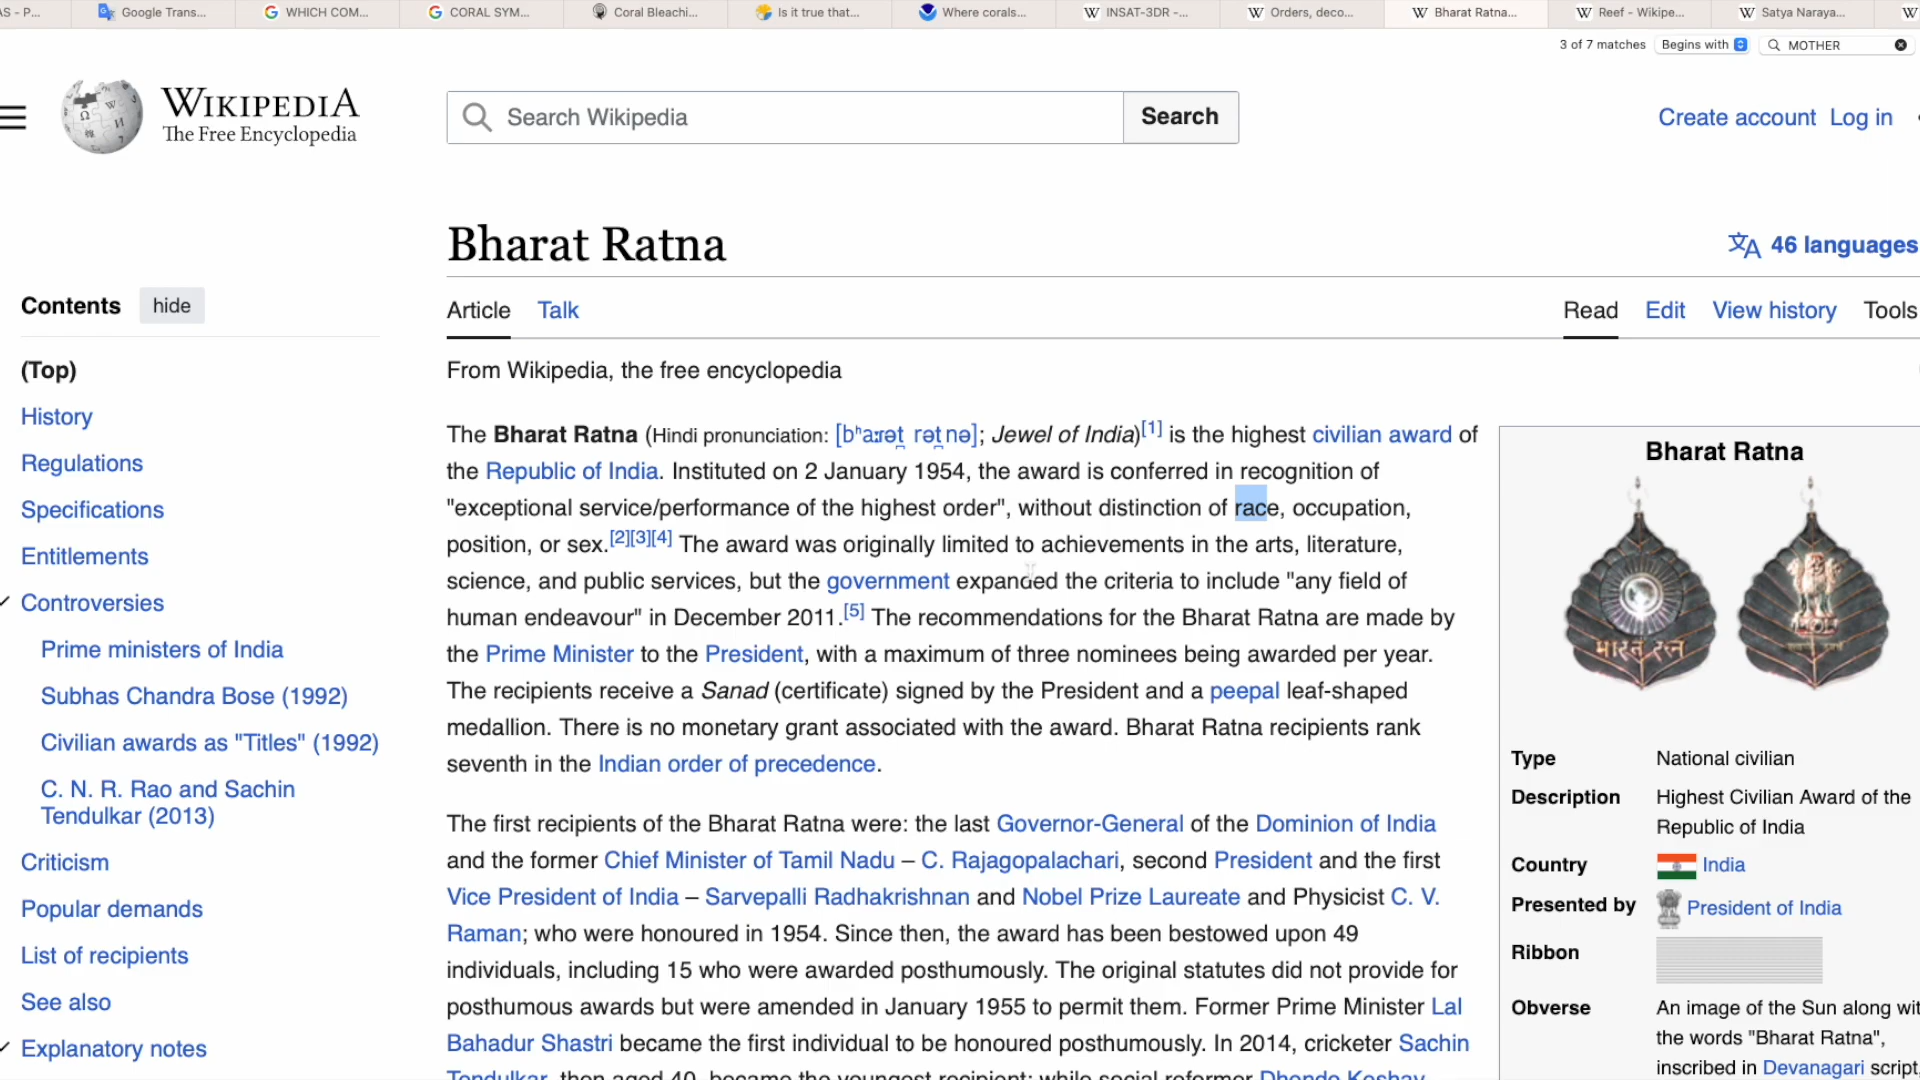 AS - P...
Google Trans...
WHICH COM...
CORAL SYM...
Coral Bleachi...
Is it true that...
Where corals...
INSAT-3DR -...
Orders, deco...
Bharat Ratna...
Reef - Wikipe...
Satya Naraya...
3 of 7 matches
Begins with
MOTHER
WIKIPEDIA
The Free Encyclopedia
Search Wikipedia
Search
Create account
Log in
Bharat Ratna
46 languages
Contents
hide
Article
Talk
Read
Edit
View history
Tools
(Top)
History
Regulations
Specifications
Entitlements
Controversies
Prime ministers of India
Subhas Chandra Bose (1992)
Civilian awards as "Titles" (1992)
C. N. R. Rao and Sachin
Tendulkar (2013)
Criticism
Popular demands
List of recipients
See also
Explanatory notes
From Wikipedia, the free encyclopedia
The Bharat Ratna (Hindi pronunciation: [bʰaːrət̪ rət̪nə]; Jewel of India)[1] is the highest civilian award of
the Republic of India. Instituted on 2 January 1954, the award is conferred in recognition of
"exceptional service/performance of the highest order", without distinction of race, occupation,
position, or sex.[2][3][4] The award was originally limited to achievements in the arts, literature,
science, and public services, but the government expanded the criteria to include "any field of
human endeavour" in December 2011.[5] The recommendations for the Bharat Ratna are made by
the Prime Minister to the President, with a maximum of three nominees being awarded per year.
The recipients receive a Sanad (certificate) signed by the President and a peepal leaf-shaped
medallion. There is no monetary grant associated with the award. Bharat Ratna recipients rank
seventh in the Indian order of precedence.
The first recipients of the Bharat Ratna were: the last Governor-General of the Dominion of India
and the former Chief Minister of Tamil Nadu – C. Rajagopalachari, second President and the first
Vice President of India – Sarvepalli Radhakrishnan and Nobel Prize Laureate and Physicist C. V.
Raman; who were honoured in 1954. Since then, the award has been bestowed upon 49
individuals, including 15 who were awarded posthumously. The original statutes did not provide for
posthumous awards but were amended in January 1955 to permit them. Former Prime Minister Lal
Bahadur Shastri became the first individual to be honoured posthumously. In 2014, cricketer Sachin
Tendulkar, then aged 40, became the youngest recipient; while social reformer Dhondo Keshav
Bharat Ratna
भारत रत्न
Type
National civilian
Description
Highest Civilian Award of the
Republic of India
Country
India
Presented by
President of India
Ribbon
Obverse
An image of the Sun along wit
the words "Bharat Ratna",
inscribed in Devanagari script